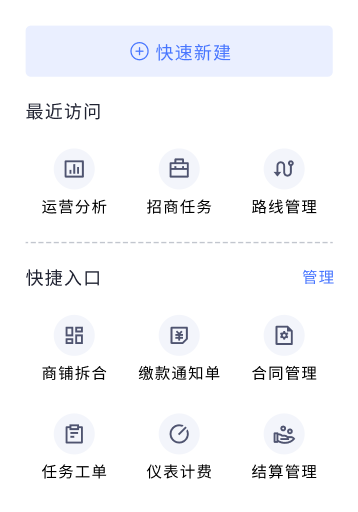 快速新建
最近访问
运营分析 招商任务 路线管理
快捷入口 管理
商铺拆合 缴款通知单 合同管理
任务工单 仪表计费 结算管理